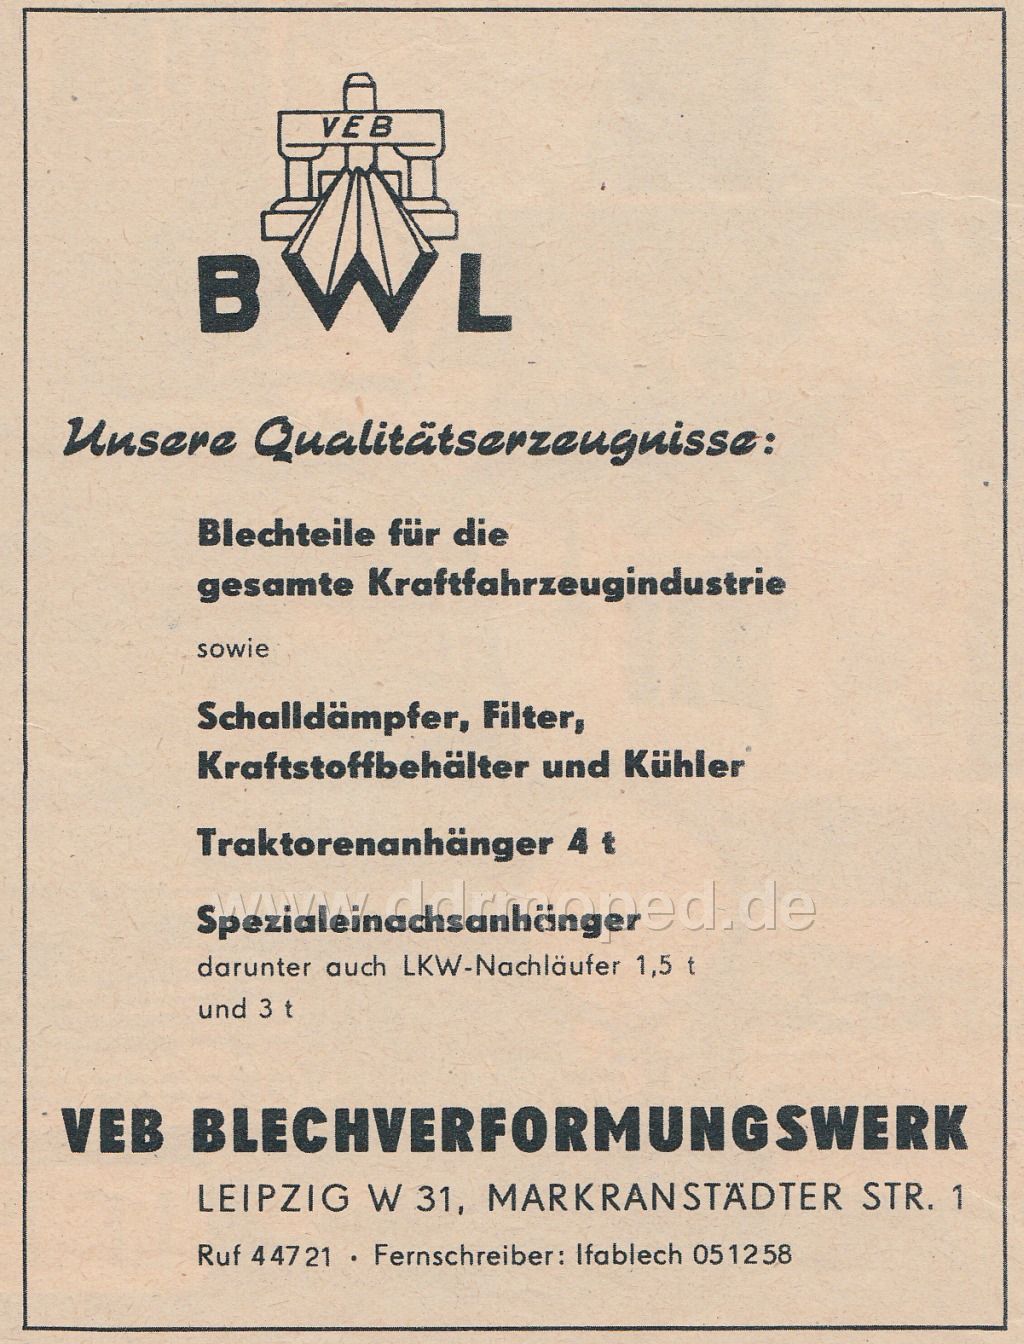 VEB
BWL
Unsere Qualitätserzeugnisse:
Blechteile für die
gesamte Kraftfahrzeugindustrie
sowie
Schalldämpfer, Filter,
Kraftstoffbehälter und Kühler
Traktorenanhänger 4 t
www.ddrmoped.de
Spezialeinachsanhänger
darunter auch LKW-Nachläufer 1,5 t
und 3 t
VEB BLECHVERFORMUNGSWERK
LEIPZIG W 31, MARKRANSTÄDTER STR. 1
Ruf 44721 · Fernschreiber: Ifablech 051258